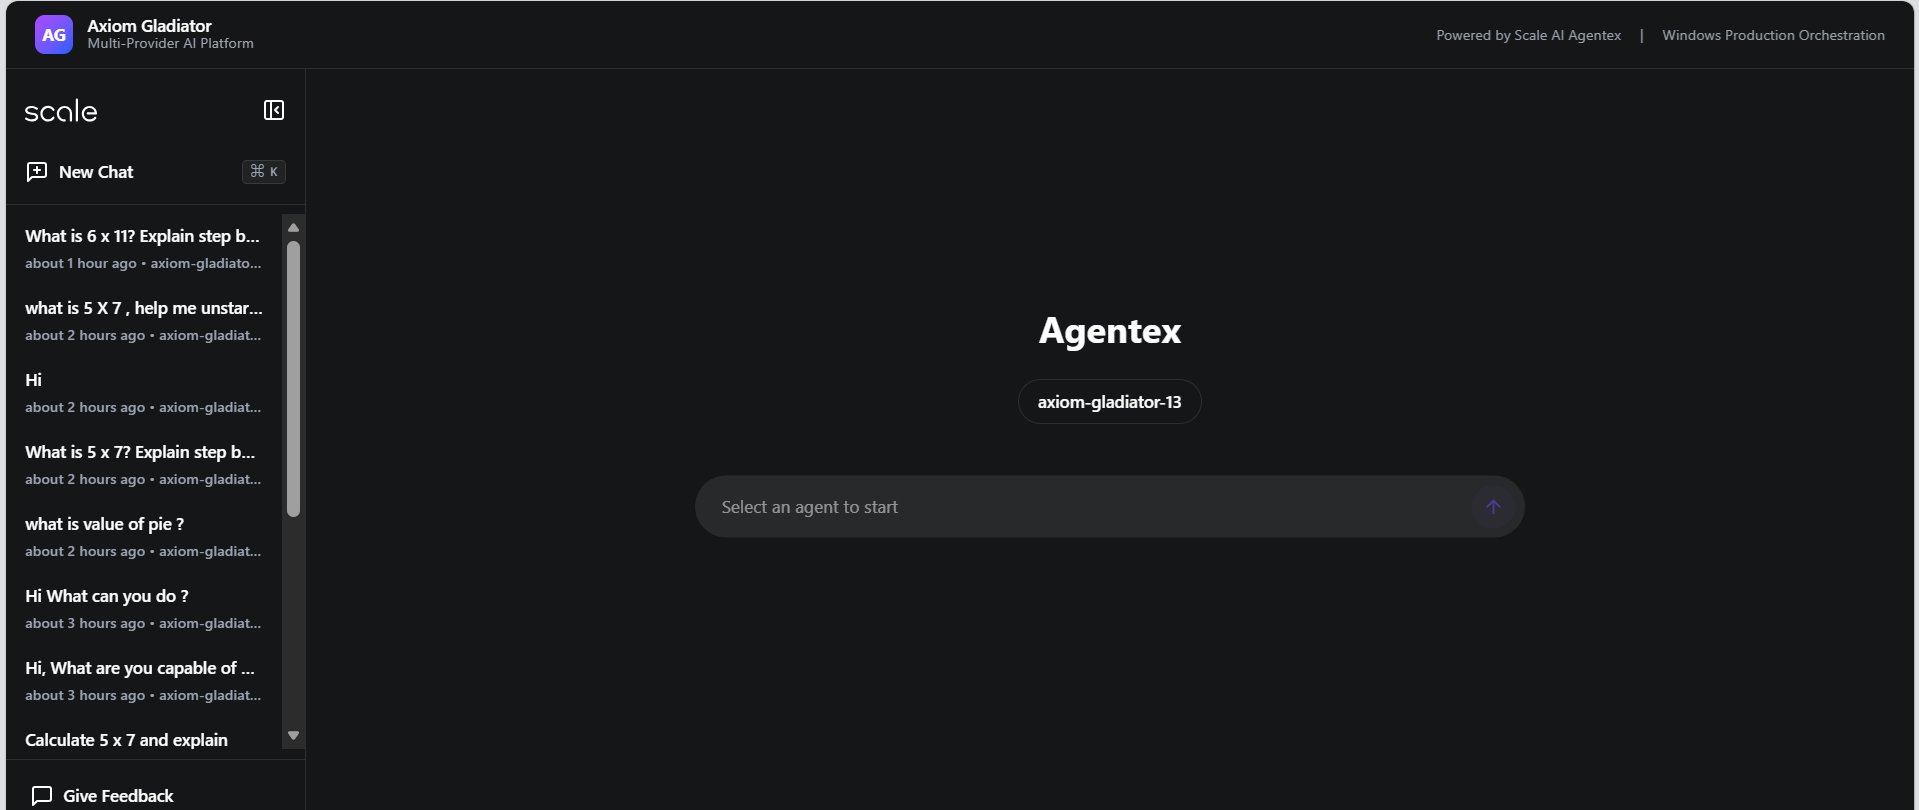 AG
Axiom Gladiator
Multi-Provider AI Platform
Powered by Scale AI Agentex | Windows Production Orchestration
scale
New Chat
⌘ K
What is 6 x 11? Explain step b...
about 1 hour ago • axiom-gladiato...
what is 5 X 7 , help me unstar...
about 2 hours ago • axiom-gladiat...
Hi
about 2 hours ago • axiom-gladiat...
What is 5 x 7? Explain step b...
about 2 hours ago • axiom-gladiat...
what is value of pie ?
about 2 hours ago • axiom-gladiat...
Hi What can you do ?
about 3 hours ago • axiom-gladiat...
Hi, What are you capable of ...
about 3 hours ago • axiom-gladiat...
Calculate 5 x 7 and explain
Give Feedback
Agentex
axiom-gladiator-13
Select an agent to start